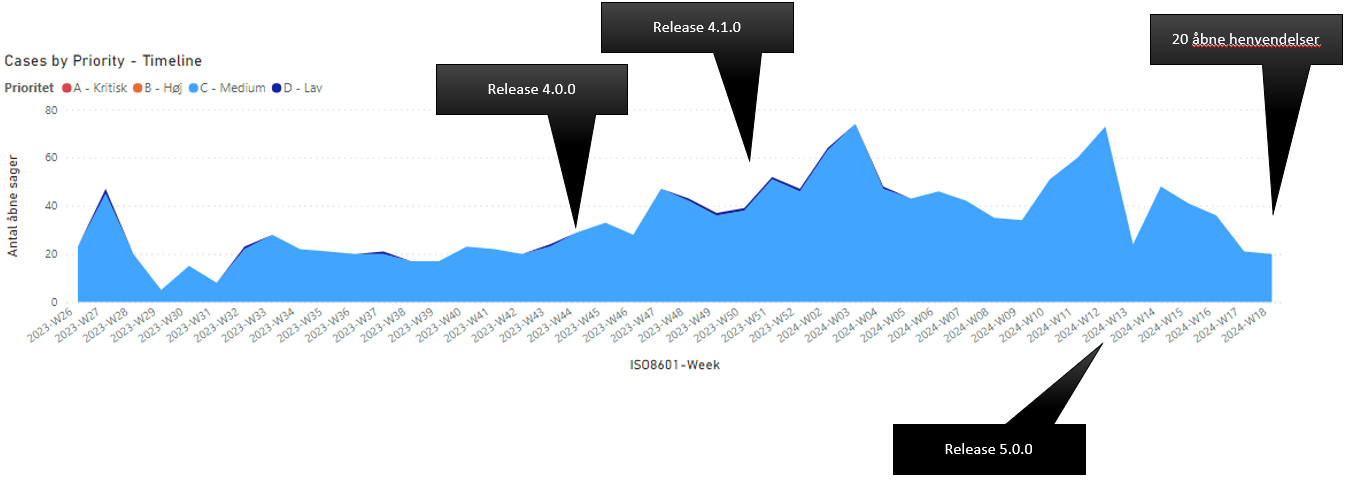 Release 4.1.0
20 åbne henvendelser
Cases by Priority - Timeline
Release 4.0.0
Prioritet A - Kritisk B - Høj C - Medium D - Lav
80
60
40
20
0
Antal åbne sager
2023-W26
2023-W27
2023-W28
2023-W29
2023-W30
2023-W31
2023-W32
2023-W33
2023-W34
2023-W35
2023-W36
2023-W37
2023-W38
2023-W39
2023-W40
2023-W41
2023-W42
2023-W43
2023-W44
2023-W45
2023-W46
2023-W47
2023-W48
2023-W49
2023-W50
2023-W51
2023-W52
2024-W02
2024-W03
2024-W04
2024-W05
2024-W06
2024-W07
2024-W08
2024-W09
2024-W10
2024-W11
2024-W12
2024-W13
2024-W14
2024-W15
2024-W16
2024-W17
2024-W18
ISO8601-Week
Release 5.0.0